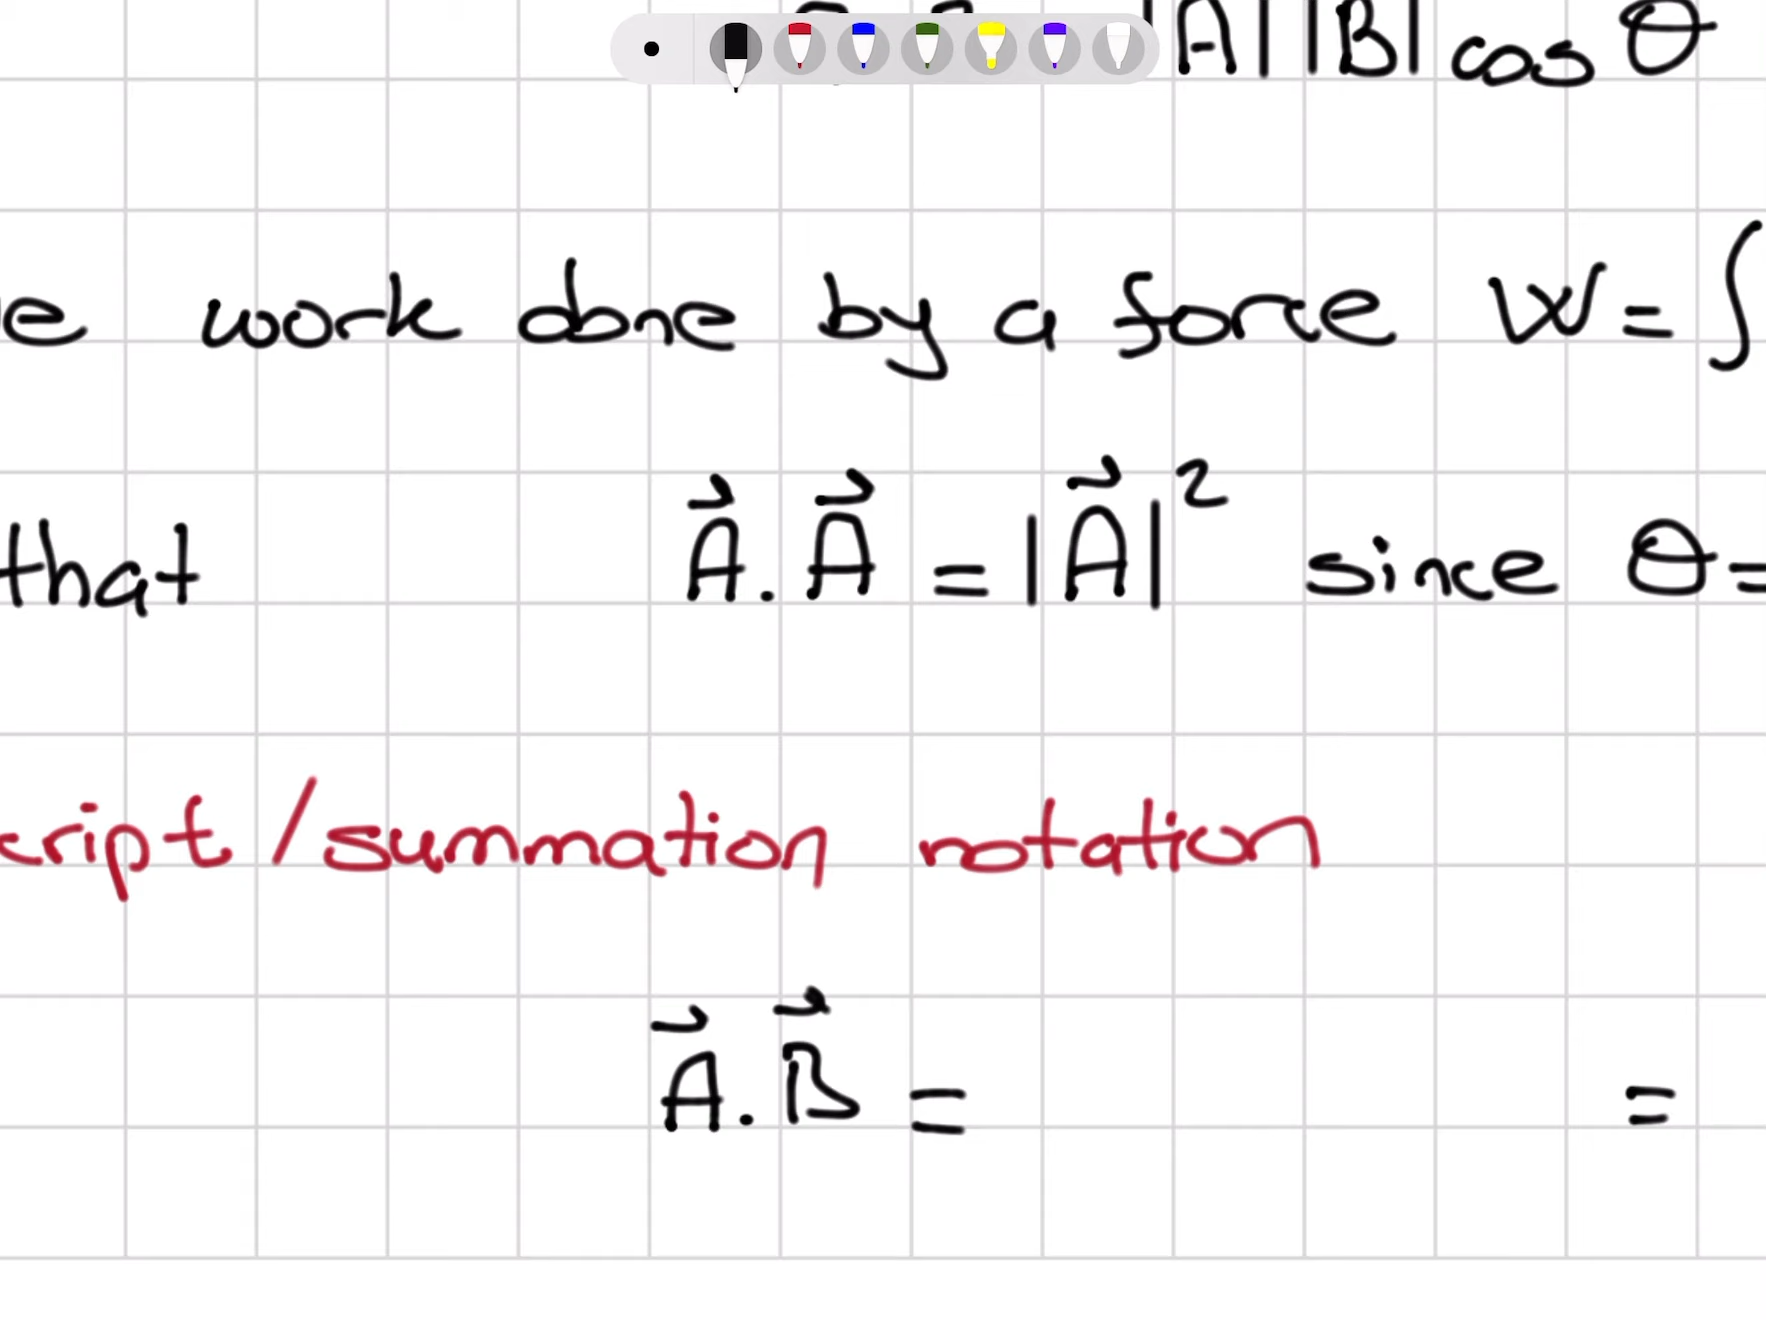 |A||B| cos θ
e work done by a force W = ∫
that A⃗.A⃗ = |A⃗|² since θ =
cript/summation notation
A⃗.B⃗ = =